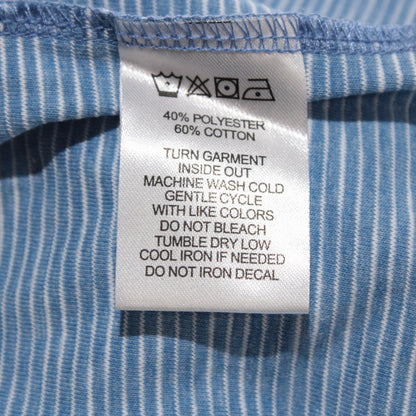 40% POLYESTER
60% COTTON
TURN GARMENT
INSIDE OUT
MACHINE WASH COLD
GENTLE CYCLE
WITH LIKE COLORS
DO NOT BLEACH
TUMBLE DRY LOW
COOL IRON IF NEEDED
DO NOT IRON DECAL